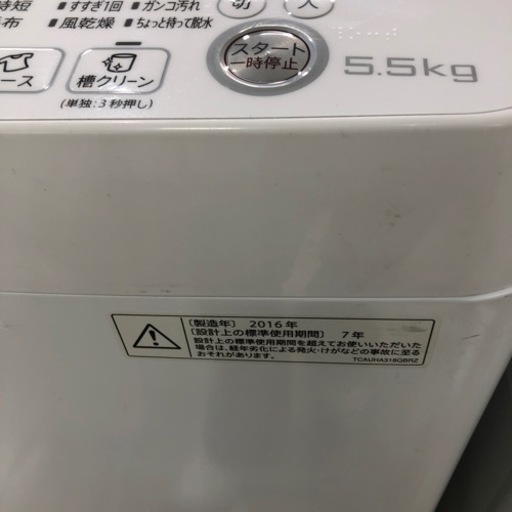 時短 ▪すすぎ1回 ▪ガンコ汚れ 切 入
布 ▪風乾燥 ▪ちょっと待って脱水
ース 槽クリーン スタート 一時停止 5.5kg
(単独:3秒押し)
〔製造年〕 2016年
〔設計上の標準使用期間〕 7年
設計上の標準使用期間を超えてお使いいただいた
場合は、経年劣化による発火・けがなどの事故に至る
おそれがあります。
TCAUHA318QBRZ